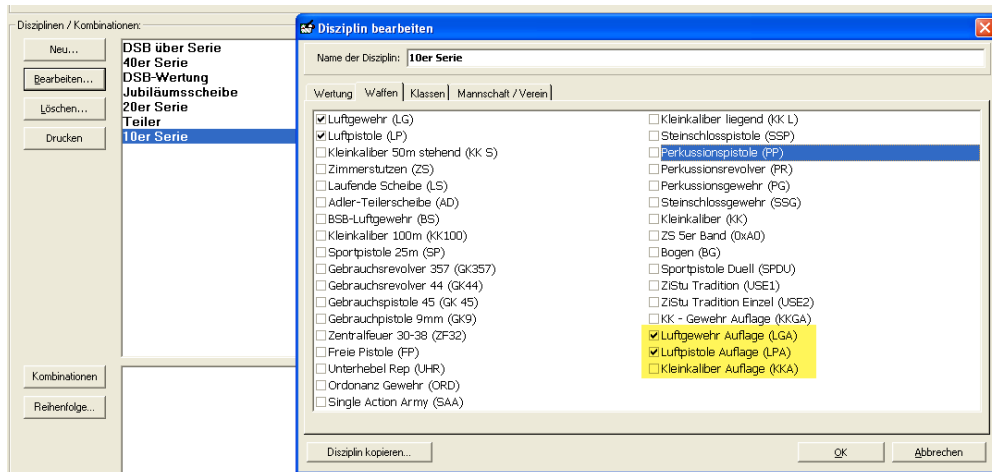 Disziplinen / Kombinationen:
Neu...
Bearbeiten...
Löschen...
Drucken
DSB über Serie
40er Serie
DSB-Wertung
Jubiläumsscheibe
20er Serie
Teiler
10er Serie
Kombinationen
Reihenfolge...
Disziplin bearbeiten
Name der Disziplin: 10er Serie
Wertung Waffen Klassen Mannschaft / Verein
Luftgewehr (LG)
Luftpistole (LP)
Kleinkaliber 50m stehend (KK S)
Zimmerstutzen (ZS)
Laufende Scheibe (LS)
Adler-Teilerscheibe (AD)
BSB-Luftgewehr (BS)
Kleinkaliber 100m (KK100)
Sportpistole 25m (SP)
Gebrauchsrevolver 357 (GK357)
Gebrauchsrevolver 44 (GK44)
Gebrauchspistole 45 (GK 45)
Gebrauchpistole 9mm (GK9)
Zentralfeuer 30-38 (ZF32)
Freie Pistole (FP)
Unterhebel Rep (UHR)
Ordonanz Gewehr (ORD)
Single Action Army (SAA)
Kleinkaliber liegend (KK L)
Steinschlosspistole (SSP)
Perkussionspistole (PP)
Perkussionsrevolver (PR)
Perkussionsgewehr (PG)
Steinschlossgewehr (SSG)
Kleinkaliber (KK)
ZS 5er Band (0xA0)
Bogen (BG)
Sportpistole Duell (SPDU)
ZiStu Tradition (USE1)
ZiStu Tradition Einzel (USE2)
KK - Gewehr Auflage (KKGA)
Luftgewehr Auflage (LGA)
Luftpistole Auflage (LPA)
Kleinkaliber Auflage (KKA)
Disziplin kopieren...
OK
Abbrechen